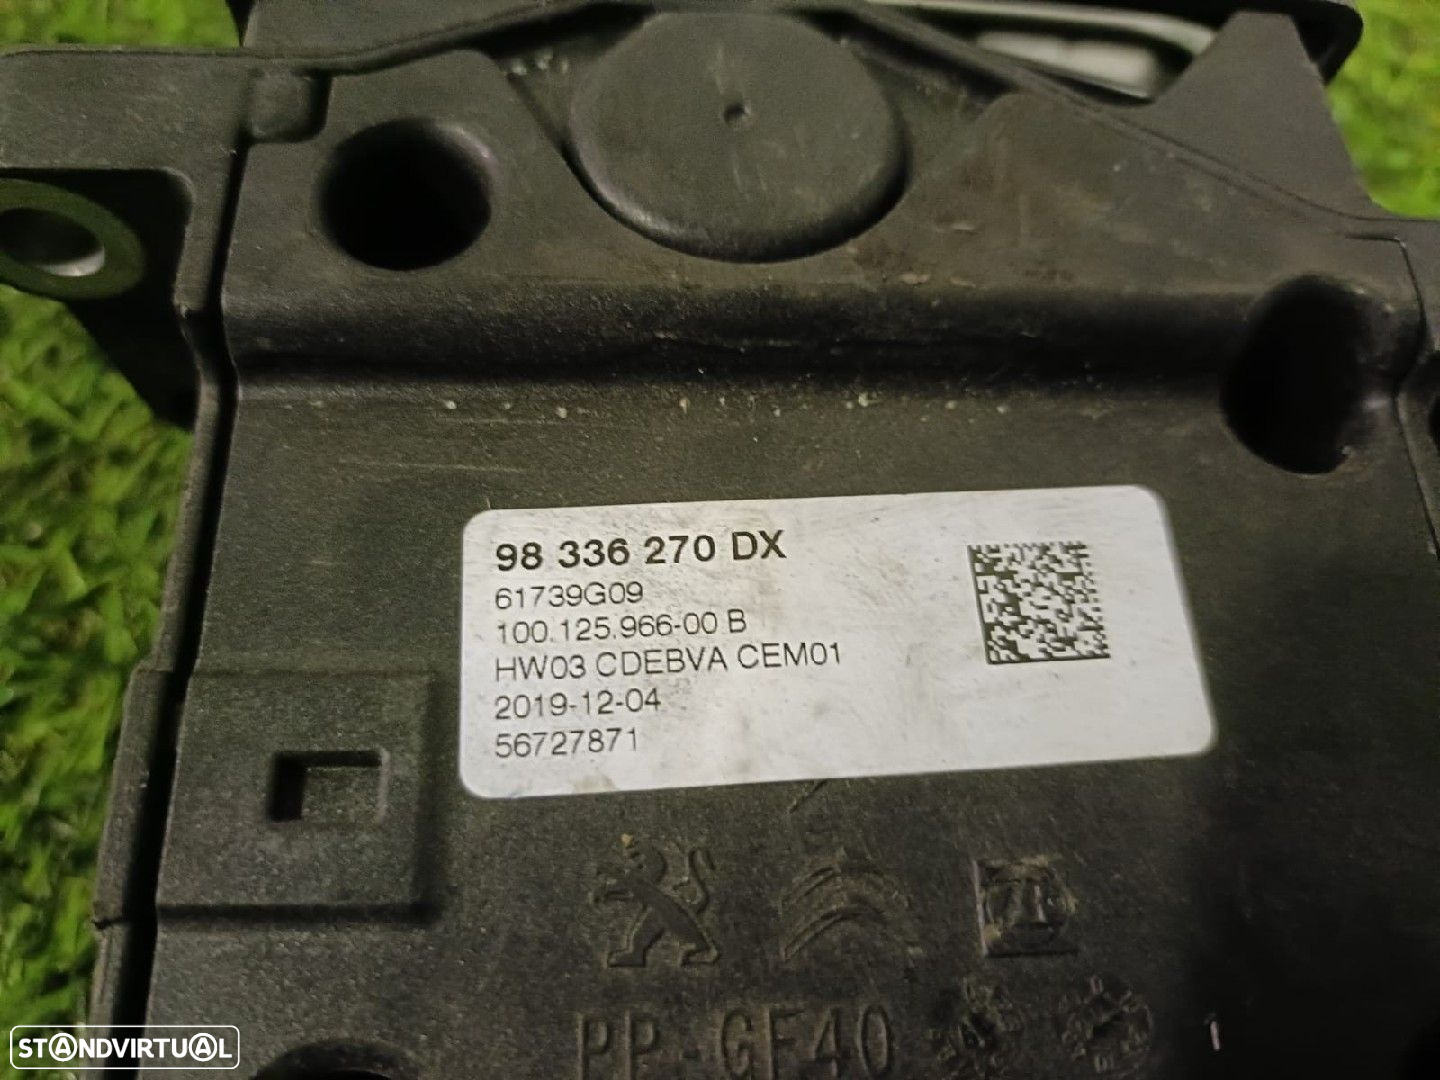 98 336 270 DX
61739G09
100.125.966-00 B
HW03 CDEBVA CEM01
2019-12-04
56727871
ZF
PP-GF40
STANDVIRTUAL